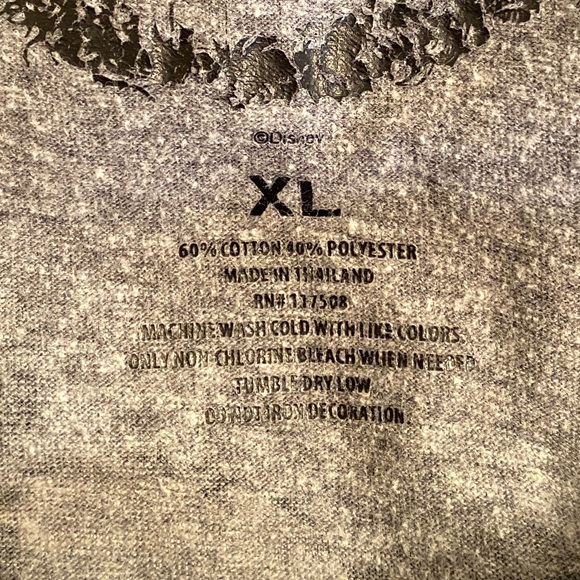 ©Disney
XL
60% COTTON 40% POLYESTER
MADE IN THAILAND
RN# 117508
MACHINE WASH COLD WITH LIKE COLORS.
ONLY NON CHLORINE BLEACH WHEN NEEDED
TUMBLE DRY LOW
DO NOT IRON DECORATION.